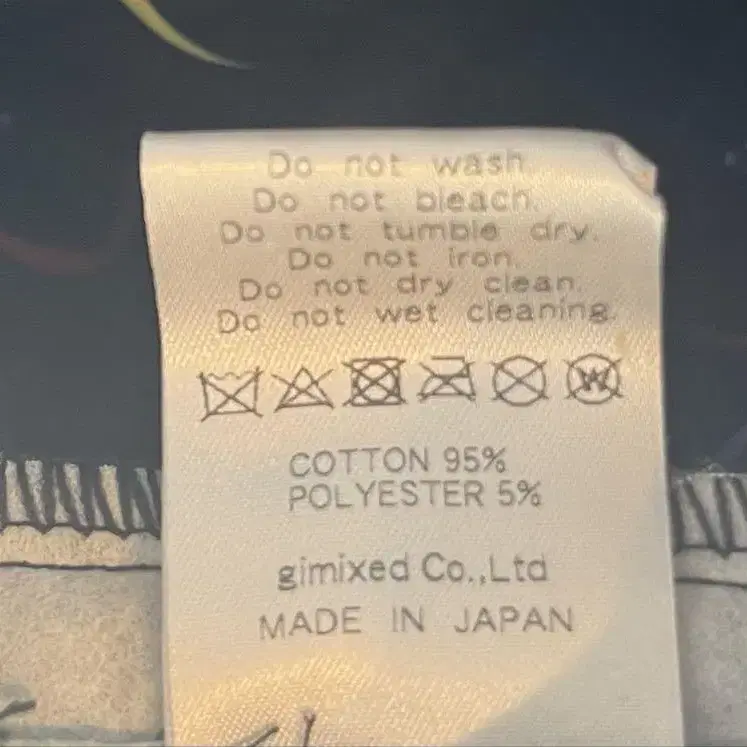 Do not wash
Do not bleach.
Do not tumble dry.
Do not iron.
Do not dry clean.
Do not wet cleaning.
W
COTTON 95%
POLYESTER 5%
gimixed Co.,Ltd
MADE IN JAPAN